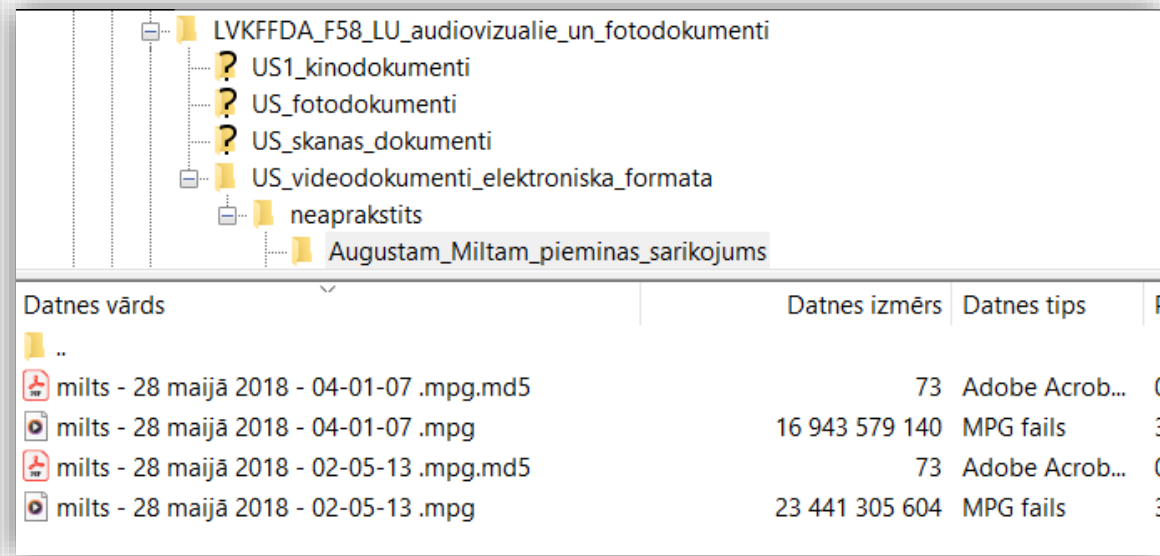 LVKFFDA_F58_LU_audiovizualie_un_fotodokumenti
US1_kinodokumenti
US_fotodokumenti
US_skanas_dokumenti
US_videodokumenti_elektroniska_formata
neaprakstits
Augustam_Miltam_pieminas_sarikojums
Datnes vārds Datnes izmērs Datnes tips
..
milts - 28 maijā 2018 - 04-01-07 .mpg.md5 73 Adobe Acrob...
milts - 28 maijā 2018 - 04-01-07 .mpg 16 943 579 140 MPG fails
milts - 28 maijā 2018 - 02-05-13 .mpg.md5 73 Adobe Acrob...
milts - 28 maijā 2018 - 02-05-13 .mpg 23 441 305 604 MPG fails